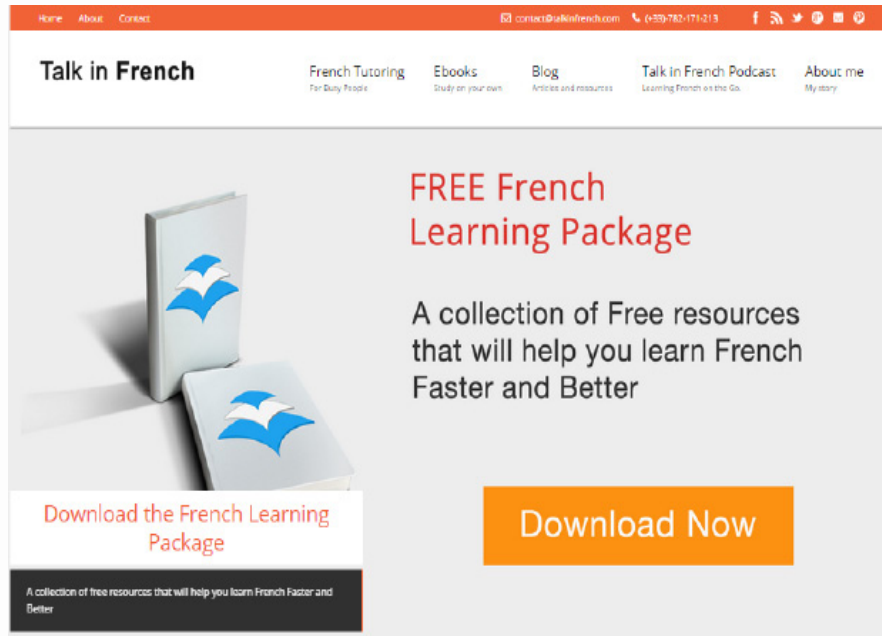 Home About Contact contact@talkinfrench.com (+33)-782-171-213
Talk in French
French Tutoring Ebooks Blog Talk in French Podcast About me
For Busy People Study on your own Articles and resources Learning French on the Go. My story
FREE French
Learning Package
A collection of Free resources
that will help you learn French
Faster and Better
Download Now
Download the French Learning
Package
A collection of free resources that will help you learn French Faster and
Better